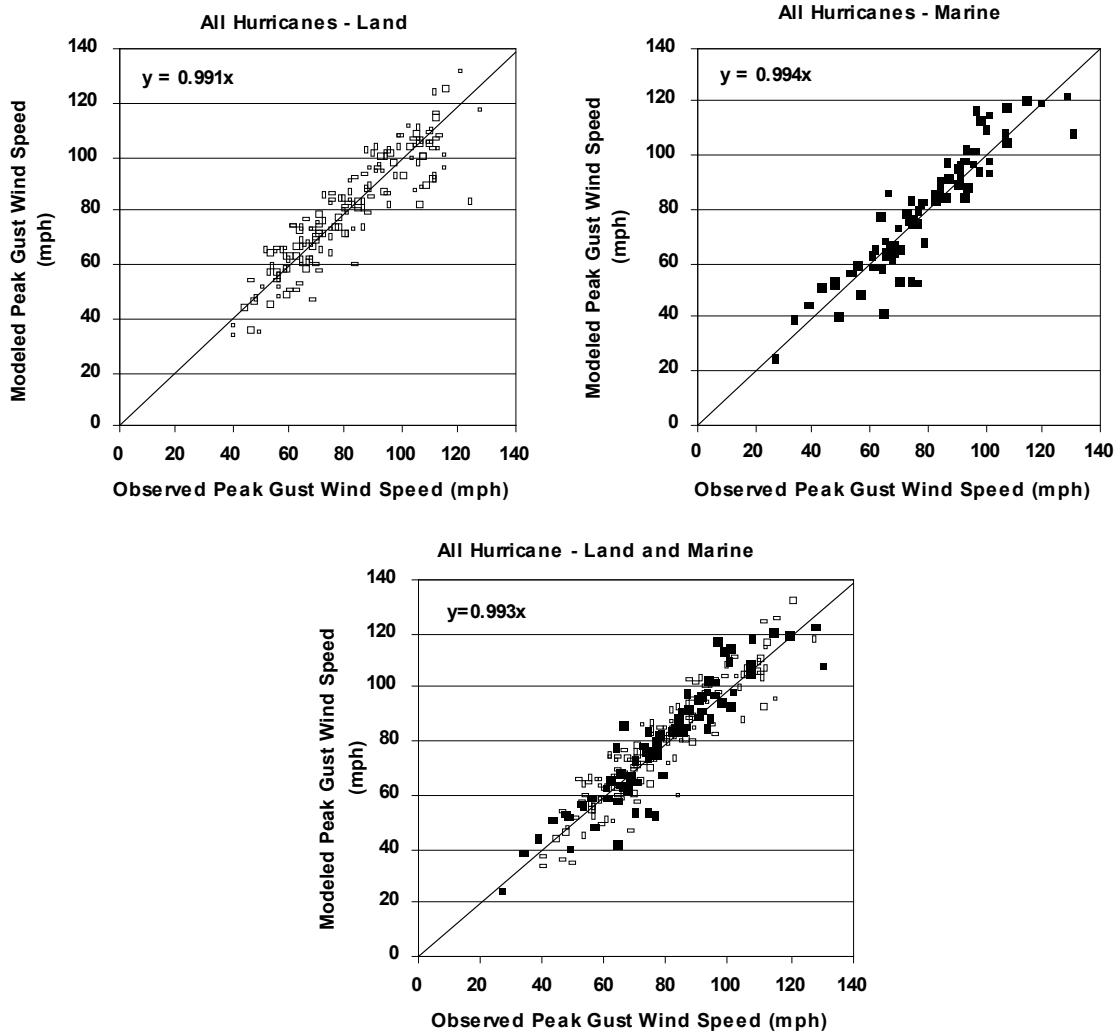 All Hurricanes - Land
y = 0.991x
Modeled Peak Gust Wind Speed
(mph)
140
120
100
80
60
40
20
0
0 20 40 60 80 100 120 140
Observed Peak Gust Wind Speed (mph)
All Hurricanes - Marine
y = 0.994x
Modeled Peak Gust Wind Speed
(mph)
140
120
100
80
60
40
20
0
0 20 40 60 80 100 120 140
Observed Peak Gust Wind Speed (mph)
All Hurricane - Land and Marine
y=0.993x
Modeled Peak Gust Wind Speed
(mph)
140
120
100
80
60
40
20
0
0 20 40 60 80 100 120 140
Observed Peak Gust Wind Speed (mph)